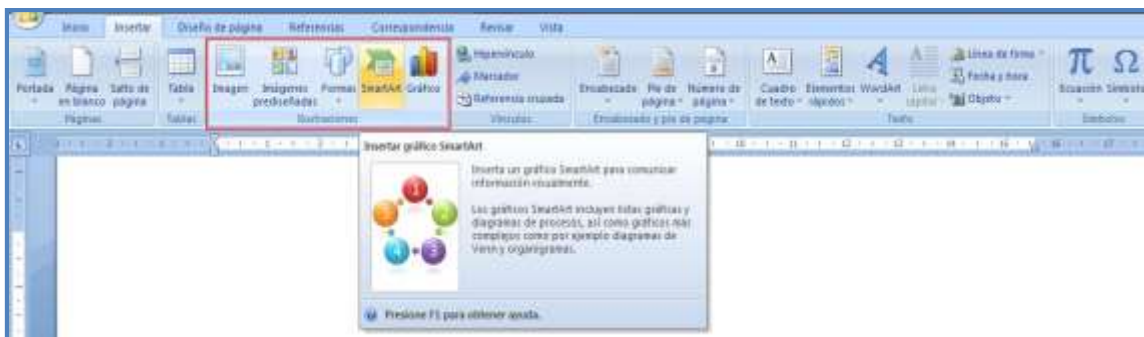 Inicio Insertar Diseño de página Referencias Correspondencia Revisar Vista
Portada Página en blanco Salto de página
Tabla
Imagen Imágenes prediseñadas Formas SmartArt Gráfico
Hipervínculo
Marcador
Referencia cruzada
Encabezado Pie de página Número de página
Cuadro de texto Elementos rápidos WordArt Letra capital
Línea de firma
Fecha y hora
Objeto
Ecuación Símbolo
Páginas Tablas Ilustraciones Vínculos Encabezado y pie de página Texto Símbolos
Insertar gráfico SmartArt
Inserta un gráfico SmartArt para comunicar
información visualmente.
Los gráficos SmartArt incluyen listas gráficas y
diagramas de procesos, así como gráficos más
complejos como por ejemplo diagramas de
Venn y organigramas.
1
2
3
4
Presione F1 para obtener ayuda.